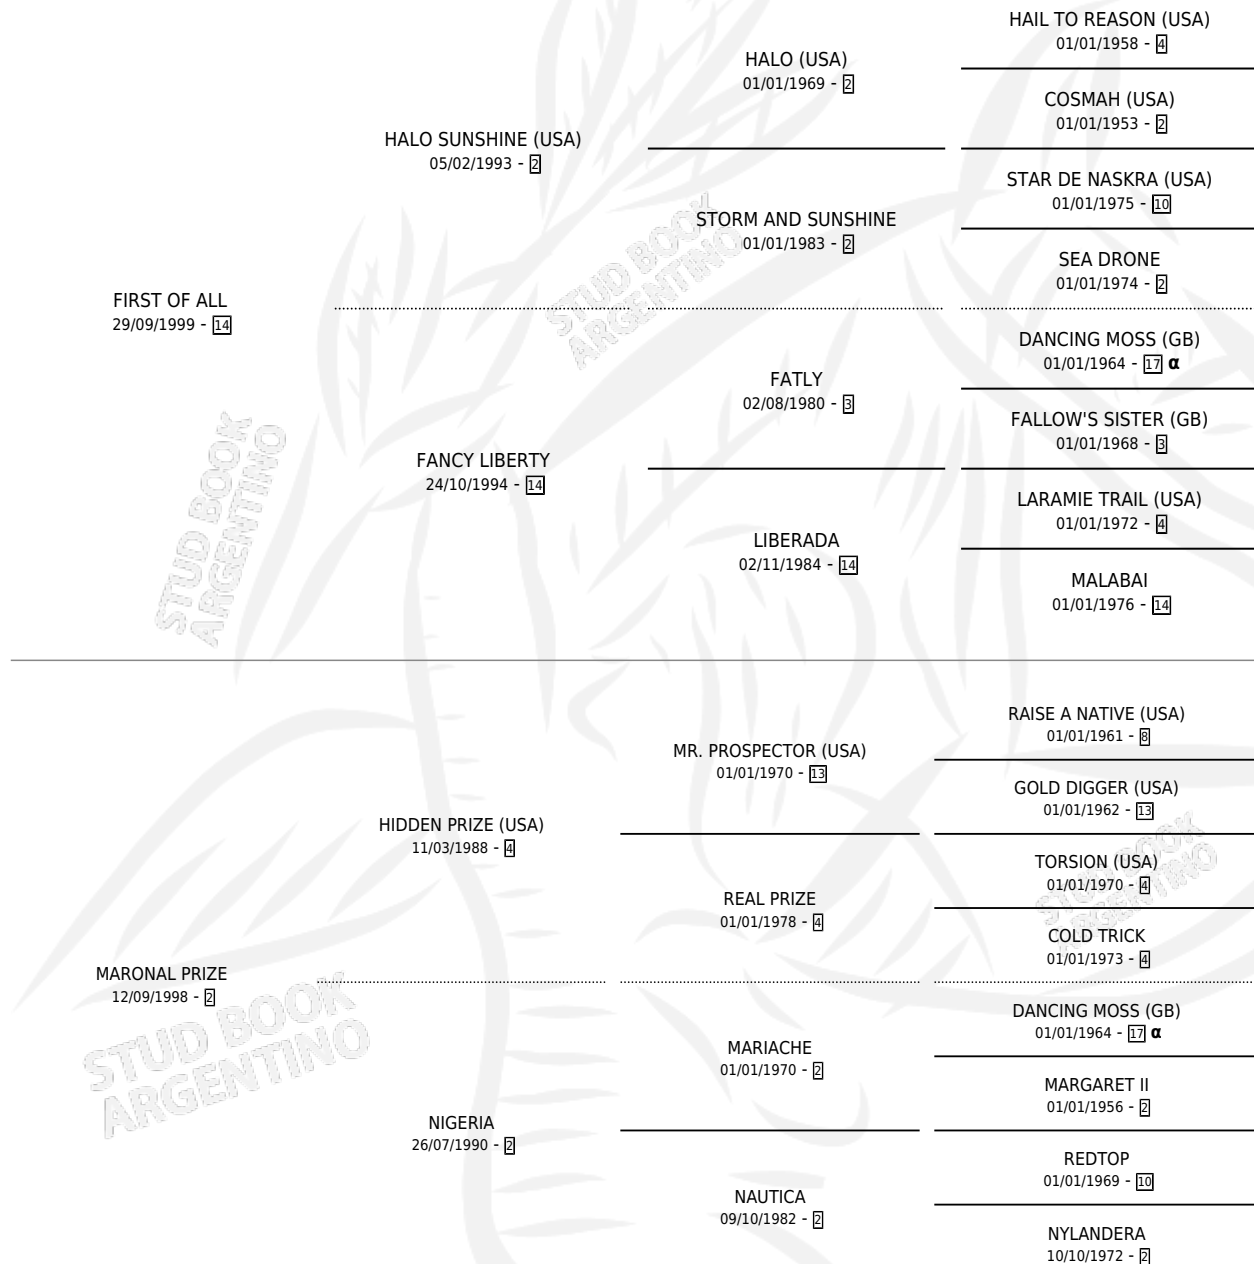 HAIL TO REASON (USA)
01/01/1958 - 4
HALO (USA)
01/01/1969 - 2
COSMAH (USA)
01/01/1953 - 2
HALO SUNSHINE (USA)
05/02/1993 - 2
STAR DE NASKRA (USA)
01/01/1975 - 10
STORM AND SUNSHINE
01/01/1983 - 2
SEA DRONE
01/01/1974 - 2
FIRST OF ALL
29/09/1999 - 14
DANCING MOSS (GB)
01/01/1964 - 17 α
FATLY
02/08/1980 - 3
FALLOW'S SISTER (GB)
01/01/1968 - 3
FANCY LIBERTY
24/10/1994 - 14
LARAMIE TRAIL (USA)
01/01/1972 - 4
LIBERADA
02/11/1984 - 14
MALABAI
01/01/1976 - 14
STUD BOOK
ARGENTINO
STUD BOOK
ARGENTINO
RAISE A NATIVE (USA)
01/01/1961 - 8
MR. PROSPECTOR (USA)
01/01/1970 - 13
GOLD DIGGER (USA)
01/01/1962 - 13
HIDDEN PRIZE (USA)
11/03/1988 - 4
TORSION (USA)
01/01/1970 - 4
REAL PRIZE
01/01/1978 - 4
COLD TRICK
01/01/1973 - 4
MARONAL PRIZE
12/09/1998 - 2
DANCING MOSS (GB)
01/01/1964 - 17 α
MARIACHE
01/01/1970 - 2
MARGARET II
01/01/1956 - 2
NIGERIA
26/07/1990 - 2
REDTOP
01/01/1969 - 10
NAUTICA
09/10/1982 - 2
NYLANDERA
10/10/1972 - 2
STUD BOOK
ARGENTINO
STUD BOOK
ARGENTINO